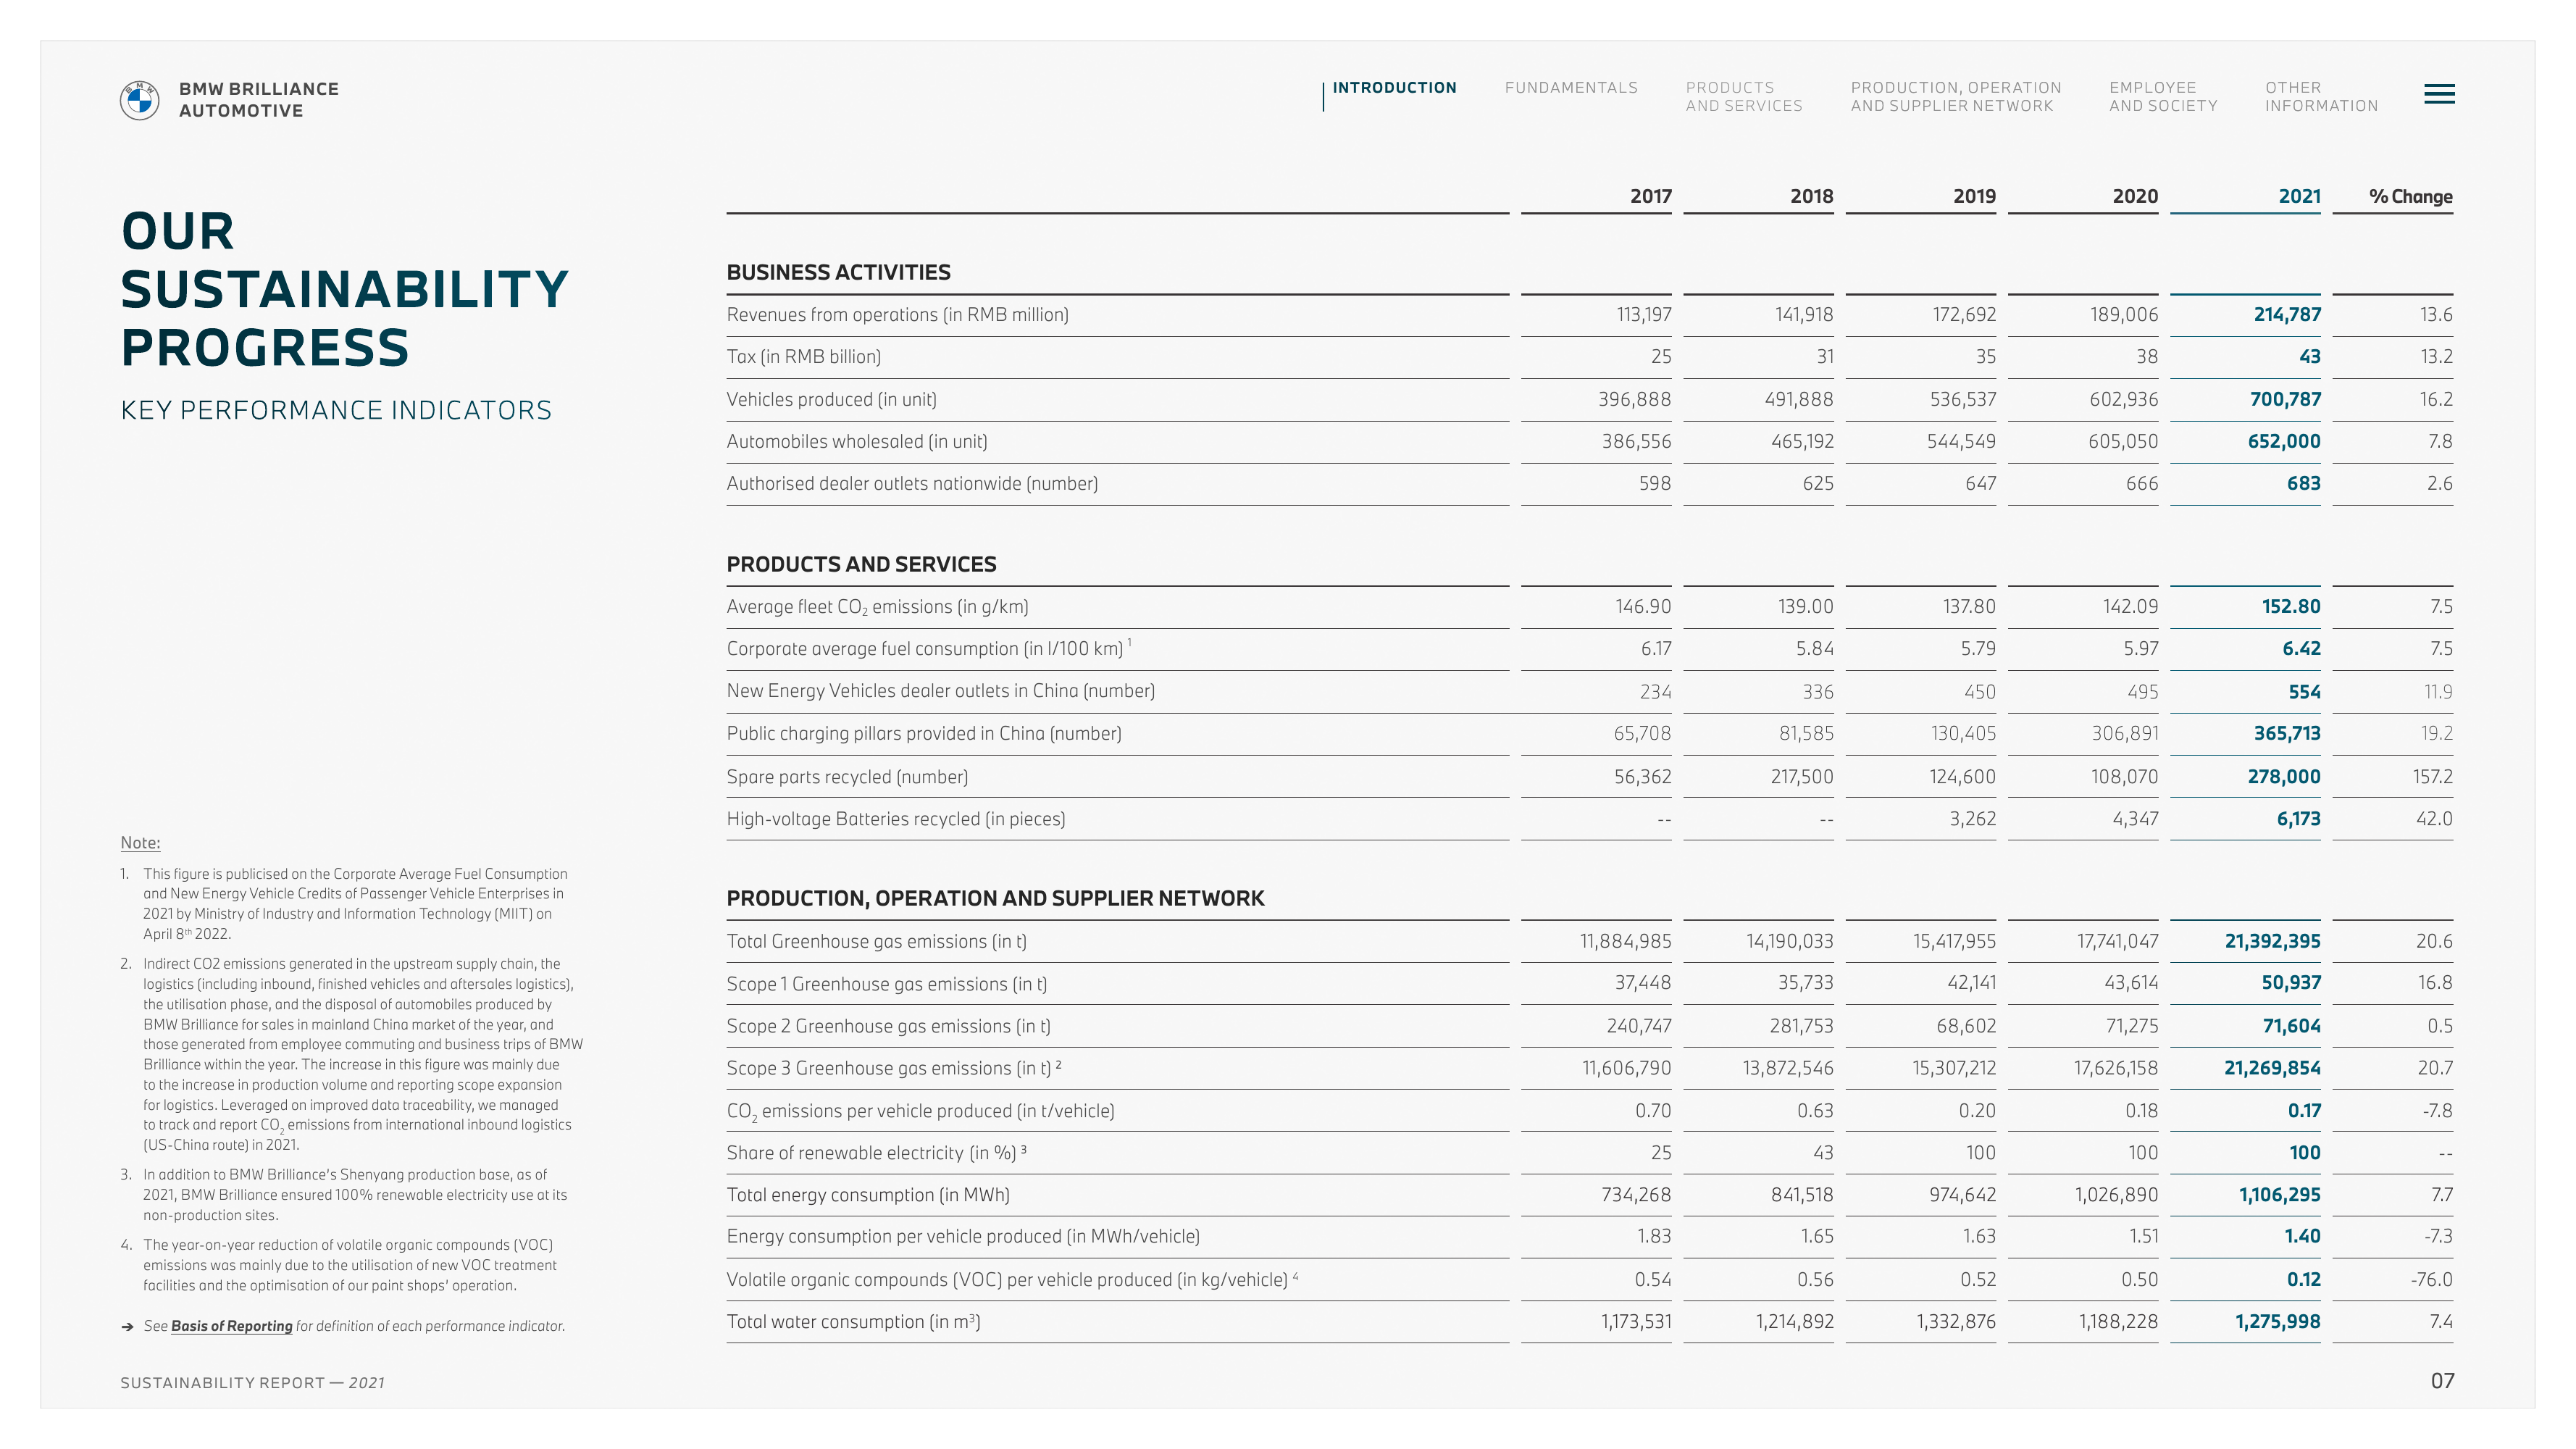 BMW BRILLIANCE
AUTOMOTIVE
INTRODUCTION
FUNDAMENTALS
PRODUCTS
AND SERVICES
PRODUCTION, OPERATION
AND SUPPLIER NETWORK
EMPLOYEE
AND SOCIETY
OTHER
INFORMATION
OUR
SUSTAINABILITY
PROGRESS
KEY PERFORMANCE INDICATORS
Note:
1. This figure is publicised on the Corporate Average Fuel Consumption
and New Energy Vehicle Credits of Passenger Vehicle Enterprises in
2021 by Ministry of Industry and Information Technology (MIIT) on
April 8th 2022.
2. Indirect CO2 emissions generated in the upstream supply chain, the
logistics (including inbound, finished vehicles and aftersales logistics),
the utilisation phase, and the disposal of automobiles produced by
BMW Brilliance for sales in mainland China market of the year, and
those generated from employee commuting and business trips of BMW
Brilliance within the year. The increase in this figure was mainly due
to the increase in production volume and reporting scope expansion
for logistics. Leveraged on improved data traceability, we managed
to track and report CO2 emissions from international inbound logistics
(US-China route) in 2021.
3. In addition to BMW Brilliance's Shenyang production base, as of
2021, BMW Brilliance ensured 100% renewable electricity use at its
non-production sites.
4. The year-on-year reduction of volatile organic compounds (VOC)
emissions was mainly due to the utilisation of new VOC treatment
facilities and the optimisation of our paint shops' operation.
➔ See Basis of Reporting for definition of each performance indicator.
2017 2018 2019 2020 2021 % Change
BUSINESS ACTIVITIES
Revenues from operations (in RMB million) 113,197 141,918 172,692 189,006 214,787 13.6
Tax (in RMB billion) 25 31 35 38 43 13.2
Vehicles produced (in unit) 396,888 491,888 536,537 602,936 700,787 16.2
Automobiles wholesaled (in unit) 386,556 465,192 544,549 605,050 652,000 7.8
Authorised dealer outlets nationwide (number) 598 625 647 666 683 2.6
PRODUCTS AND SERVICES
Average fleet CO₂ emissions (in g/km) 146.90 139.00 137.80 142.09 152.80 7.5
Corporate average fuel consumption (in l/100 km) ¹ 6.17 5.84 5.79 5.97 6.42 7.5
New Energy Vehicles dealer outlets in China (number) 234 336 450 495 554 11.9
Public charging pillars provided in China (number) 65,708 81,585 130,405 306,891 365,713 19.2
Spare parts recycled (number) 56,362 217,500 124,600 108,070 278,000 157.2
High-voltage Batteries recycled (in pieces) -- -- 3,262 4,347 6,173 42.0
PRODUCTION, OPERATION AND SUPPLIER NETWORK
Total Greenhouse gas emissions (in t) 11,884,985 14,190,033 15,417,955 17,741,047 21,392,395 20.6
Scope 1 Greenhouse gas emissions (in t) 37,448 35,733 42,141 43,614 50,937 16.8
Scope 2 Greenhouse gas emissions (in t) 240,747 281,753 68,602 71,275 71,604 0.5
Scope 3 Greenhouse gas emissions (in t) ² 11,606,790 13,872,546 15,307,212 17,626,158 21,269,854 20.7
CO₂ emissions per vehicle produced (in t/vehicle) 0.70 0.63 0.20 0.18 0.17 -7.8
Share of renewable electricity (in %) ³ 25 43 100 100 100 --
Total energy consumption (in MWh) 734,268 841,518 974,642 1,026,890 1,106,295 7.7
Energy consumption per vehicle produced (in MWh/vehicle) 1.83 1.65 1.63 1.51 1.40 -7.3
Volatile organic compounds (VOC) per vehicle produced (in kg/vehicle) ⁴ 0.54 0.56 0.52 0.50 0.12 -76.0
Total water consumption (in m³) 1,173,531 1,214,892 1,332,876 1,188,228 1,275,998 7.4
SUSTAINABILITY REPORT — 2021
07